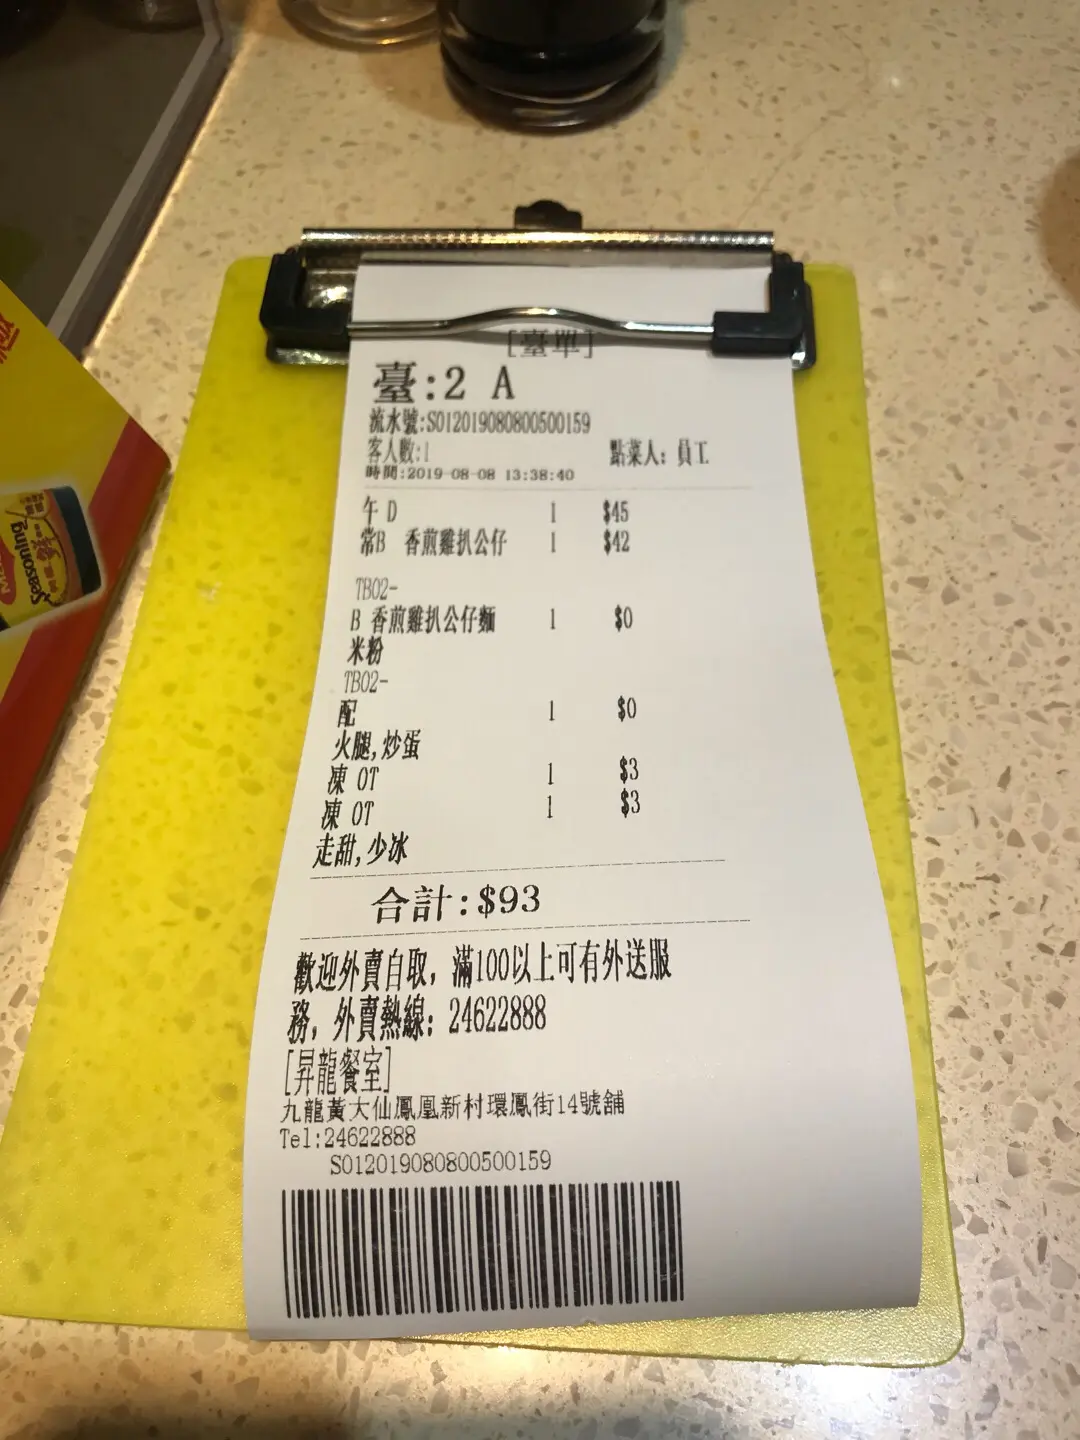 [臺單]
臺:2 A
流水號:S012019080800500159
客人數:1
點菜人: 員工
時間:2019-08-08 13:38:40
午 D 1 $45
常B 香煎雞扒公仔 1 $42
TB02-
B 香煎雞扒公仔麵 1 $0
米粉
TB02-
配 1 $0
火腿,炒蛋
凍 OT 1 $3
凍 OT 1 $3
走甜,少冰
合計:$93
歡迎外賣自取, 滿100以上可有外送服
務, 外賣熱線: 24622888
[昇龍餐室]
九龍黃大仙鳳凰新村環鳳街14號舖
Tel:24622888
S012019080800500159
Seasoning